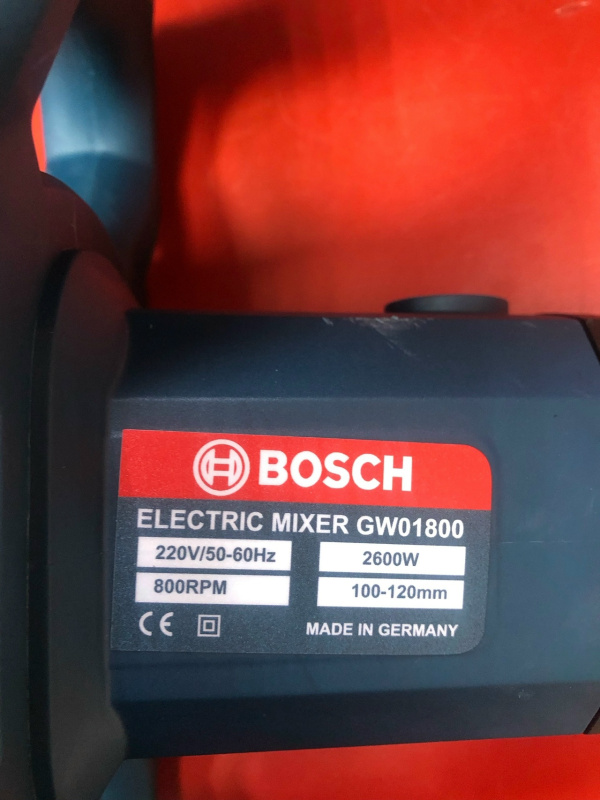 BOSCH
ELECTRIC MIXER GW01800
220V/50-60Hz 2600W
800RPM 100-120mm
CE MADE IN GERMANY